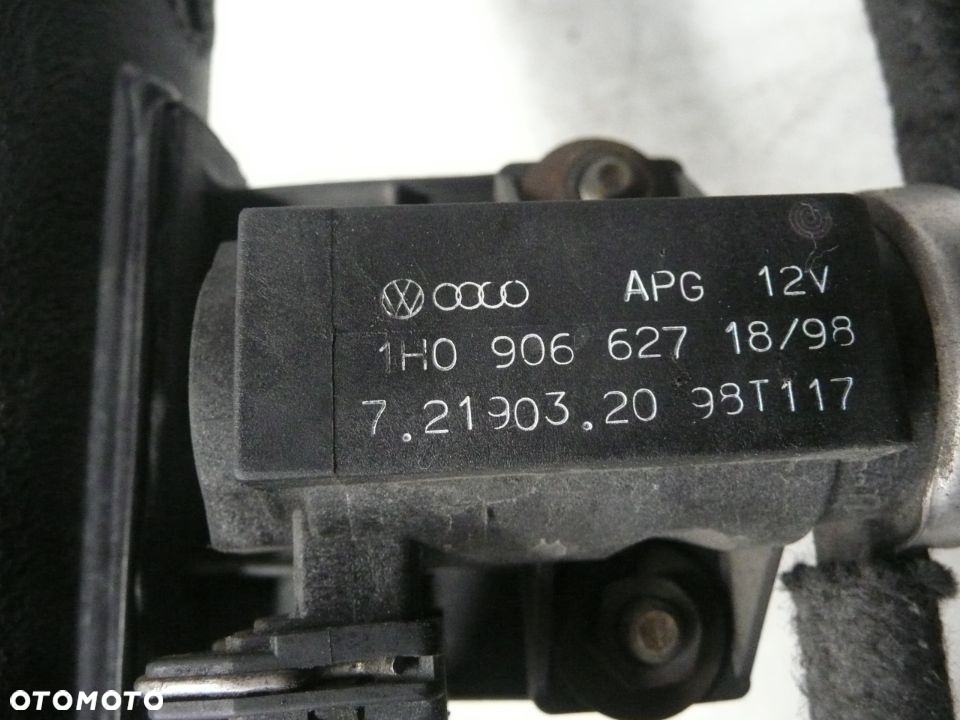 APG 12V
1H0 906 627 18/98
7.21903.20 98T117
OTOMOTO